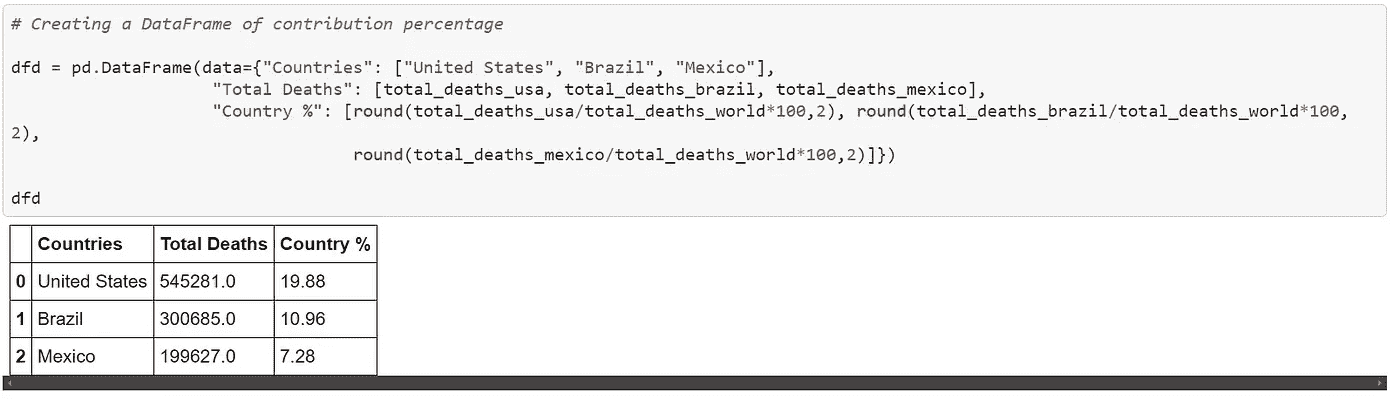 # Creating a DataFrame of contribution percentage
dfd = pd.DataFrame(data={"Countries": ["United States", "Brazil", "Mexico"],
"Total Deaths": [total_deaths_usa, total_deaths_brazil, total_deaths_mexico],
"Country %": [round(total_deaths_usa/total_deaths_world*100,2), round(total_deaths_brazil/total_deaths_world*100,
2),
round(total_deaths_mexico/total_deaths_world*100,2)]})
dfd
Countries Total Deaths Country %
0 United States 545281.0 19.88
1 Brazil 300685.0 10.96
2 Mexico 199627.0 7.28